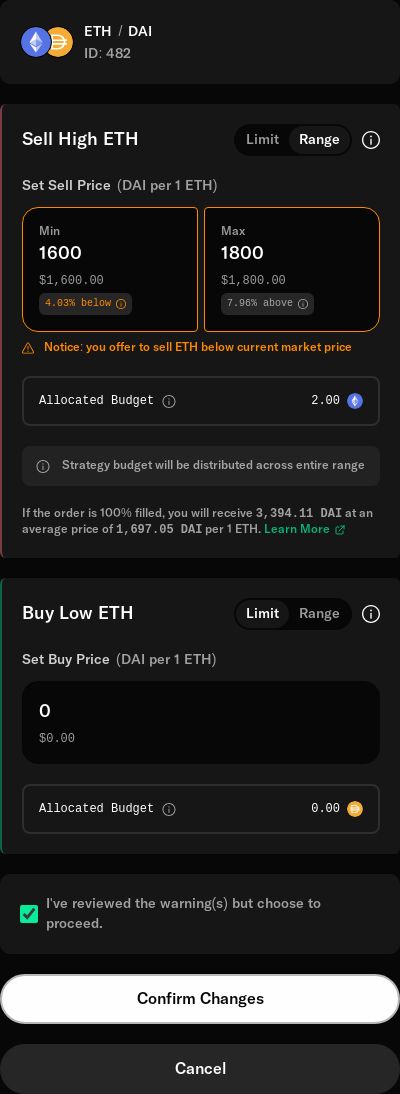 ETH / DAI
ID: 482
Sell High ETH
Limit Range
Set Sell Price (DAI per 1 ETH)
Min
1600
$1,600.00
4.03% below
Max
1800
$1,800.00
7.96% above
Notice: you offer to sell ETH below current market price
Allocated Budget 2.00
Strategy budget will be distributed across entire range
If the order is 100% filled, you will receive 3,394.11 DAI at an
average price of 1,697.05 DAI per 1 ETH. Learn More
Buy Low ETH
Limit Range
Set Buy Price (DAI per 1 ETH)
0
$0.00
Allocated Budget 0.00
I've reviewed the warning(s) but choose to
proceed.
Confirm Changes
Cancel